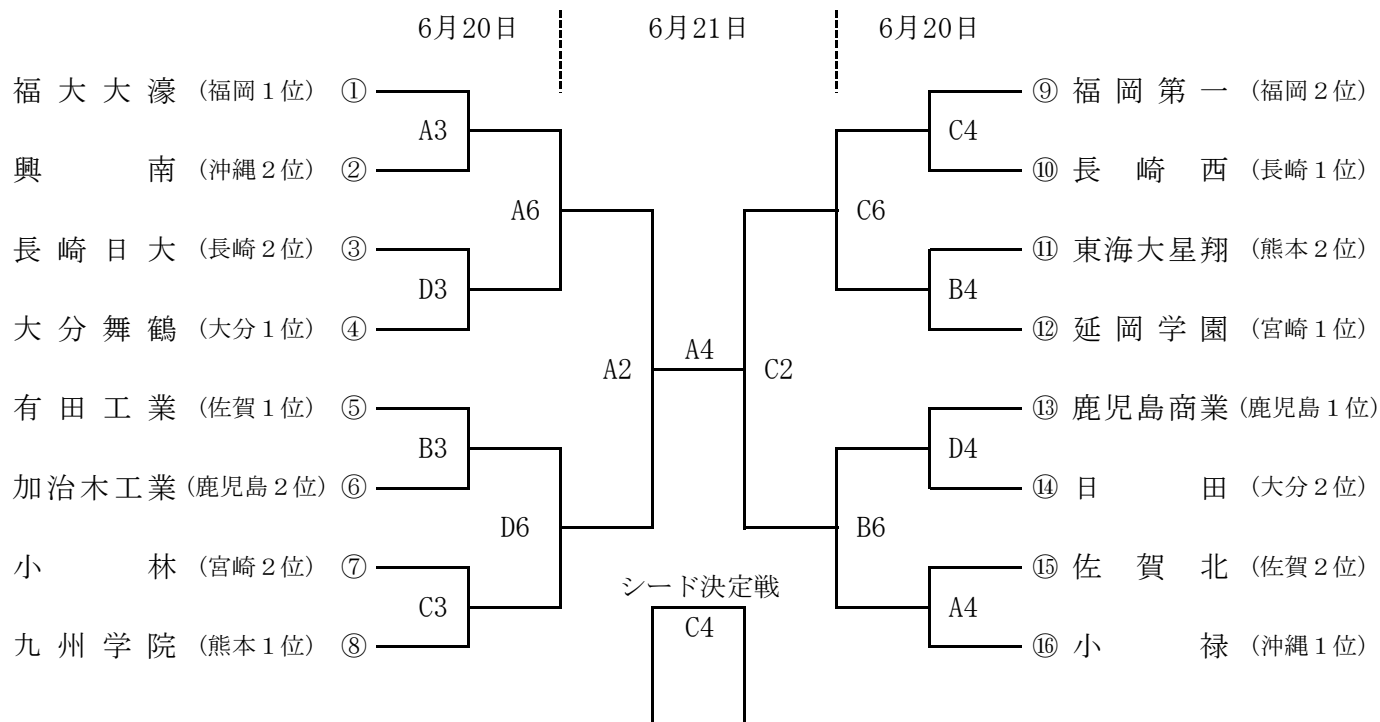 6月20日 6月21日 6月20日
福大大濠 (福岡1位) ① ⑨ 福岡第一 (福岡2位)
A3 C4
興南 (沖縄2位) ② ⑩ 長崎西 (長崎1位)
A6 C6
長崎日大 (長崎2位) ③ ⑪ 東海大星翔 (熊本2位)
D3 B4
大分舞鶴 (大分1位) ④ ⑫ 延岡学園 (宮崎1位)
A4
A2 C2
有田工業 (佐賀1位) ⑤ ⑬ 鹿児島商業 (鹿児島1位)
B3 D4
加治木工業 (鹿児島2位) ⑥ ⑭ 日田 (大分2位)
D6 B6
小林 (宮崎2位) ⑦ ⑮ 佐賀北 (佐賀2位)
シード決定戦
C3 A4
C4
九州学院 (熊本1位) ⑧ ⑯ 小禄 (沖縄1位)